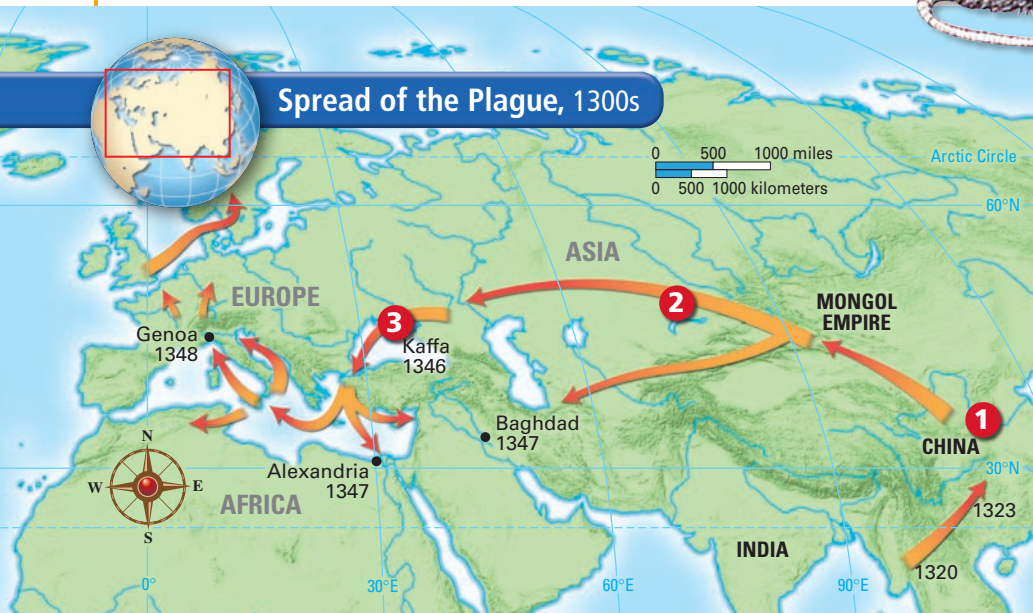 Spread of the Plague, 1300s
0 500 1000 miles
0 500 1000 kilometers
Arctic Circle
60°N
ASIA
EUROPE
2
MONGOL
EMPIRE
3
Genoa
1348
Kaffa
1346
1
Baghdad
1347
CHINA
N
W
E
S
Alexandria
1347
30°N
AFRICA
1323
INDIA
1320
0°
30°E
60°E
90°E